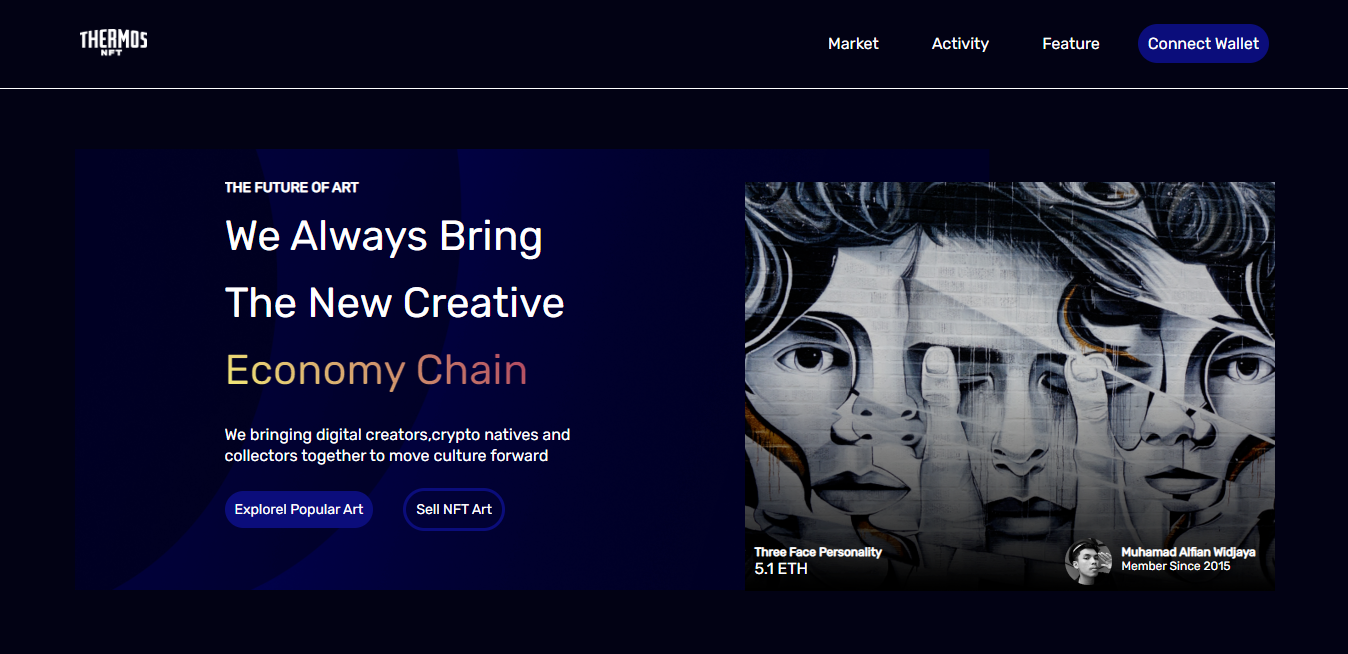 THERMOS
NFT
Market
Activity
Feature
Connect Wallet
THE FUTURE OF ART
We Always Bring
The New Creative
Economy Chain
We bringing digital creators,crypto natives and
collectors together to move culture forward
Explorel Popular Art
Sell NFT Art
Three Face Personality
5.1 ETH
Muhamad Alfian Widjaya
Member Since 2015